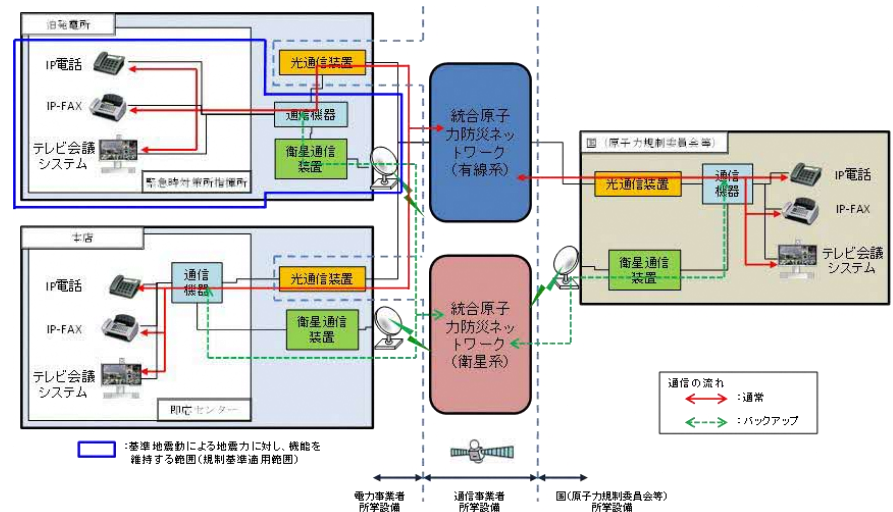 泊発電所
IP電話
IP-FAX
テレビ会議
システム
緊急時対策所指揮所
光通信装置
通信機器
衛星通信
装置
本店
IP電話
IP-FAX
テレビ会議
システム
通信
機器
光通信装置
衛星通信
装置
即応センター
統合原子
力防災ネッ
トワーク
(有線系)
統合原子
力防災ネッ
トワーク
(衛星系)
国(原子力規制委員会等)
光通信装置
通信
機器
衛星通信
装置
IP電話
IP-FAX
テレビ会議
システム
通信の流れ
:通常
:バックアップ
:基準地震動による地震力に対し、機能を
維持する範囲(規制基準適用範囲)
電力事業者
所掌設備
通信事業者
所掌設備
国(原子力規制委員会等)
所掌設備